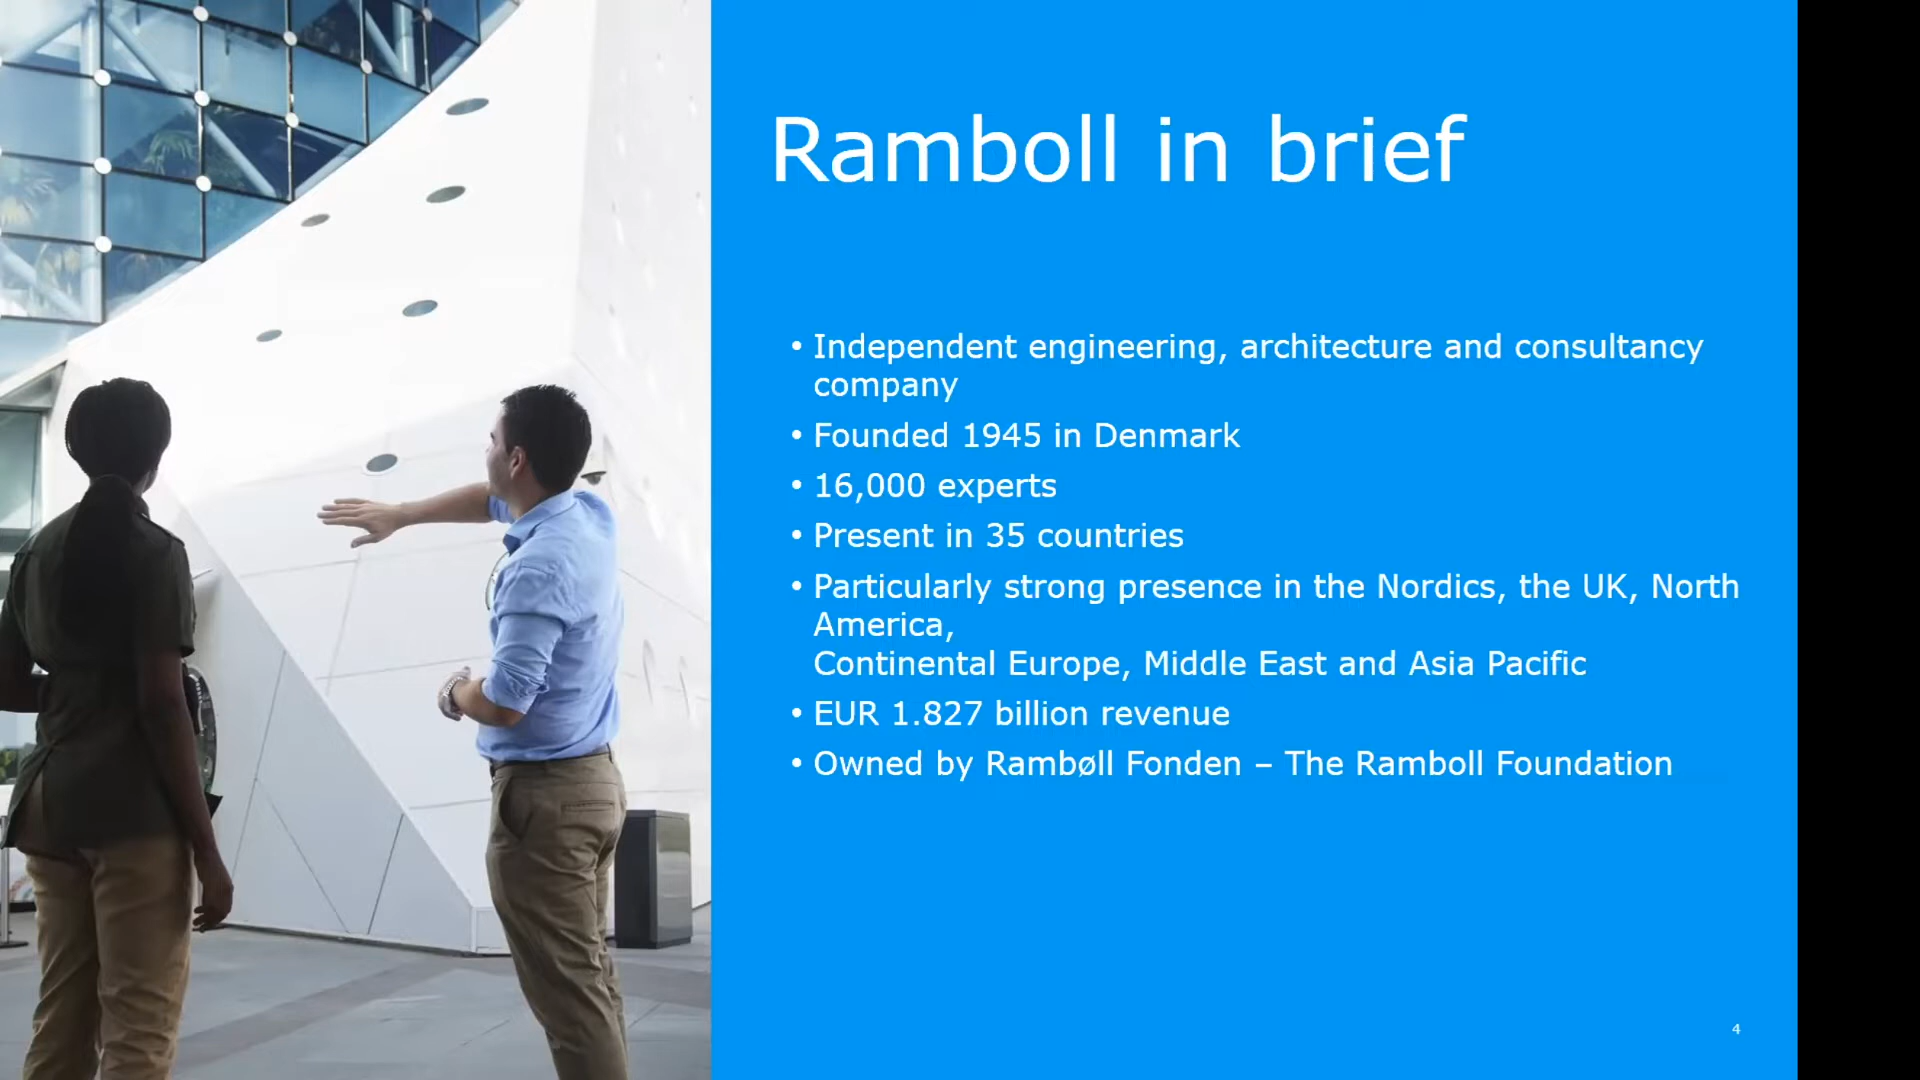 Ramboll in brief
• Independent engineering, architecture and consultancy
company
• Founded 1945 in Denmark
• 16,000 experts
• Present in 35 countries
• Particularly strong presence in the Nordics, the UK, North
America,
Continental Europe, Middle East and Asia Pacific
• EUR 1.827 billion revenue
• Owned by Rambøll Fonden – The Ramboll Foundation
4